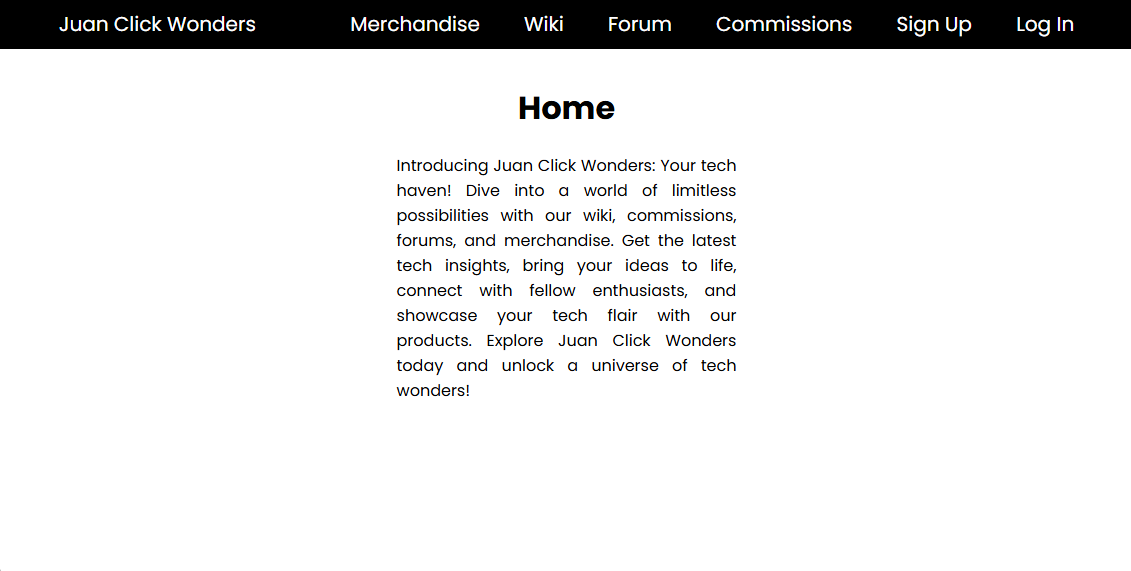 Juan Click Wonders Merchandise Wiki Forum Commissions Sign Up Log In
Home
Introducing Juan Click Wonders: Your tech
haven! Dive into a world of limitless
possibilities with our wiki, commissions,
forums, and merchandise. Get the latest
tech insights, bring your ideas to life,
connect with fellow enthusiasts, and
showcase your tech flair with our
products. Explore Juan Click Wonders
today and unlock a universe of tech
wonders!